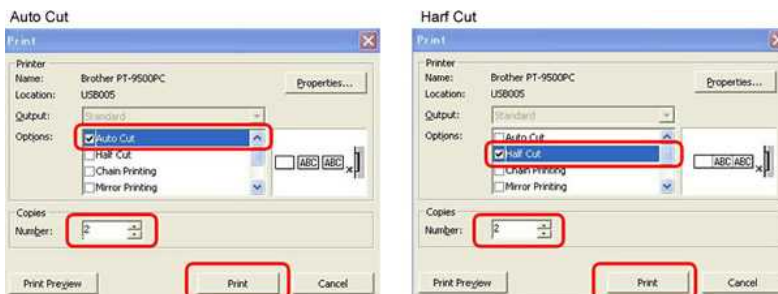 Auto Cut
Print
Printer
Name: Brother PT-9500PC
Properties...
Location: USB005
Output: Standard
Options: Auto Cut
Half Cut
Chain Printing
Mirror Printing
ABC ABC
Copies
Number: 2
Print Preview Print Cancel
Harf Cut
Print
Printer
Name: Brother PT-9500PC
Properties...
Location: USB005
Output: Standard
Options: Auto Cut
Half Cut
Chain Printing
Mirror Printing
ABC ABC
Copies
Number: 2
Print Preview Print Cancel